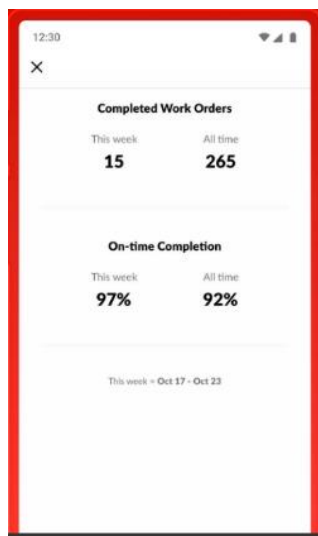 12:30
Completed Work Orders
This week All time
15 265
On-time Completion
This week All time
97% 92%
This week = Oct 17 - Oct 23